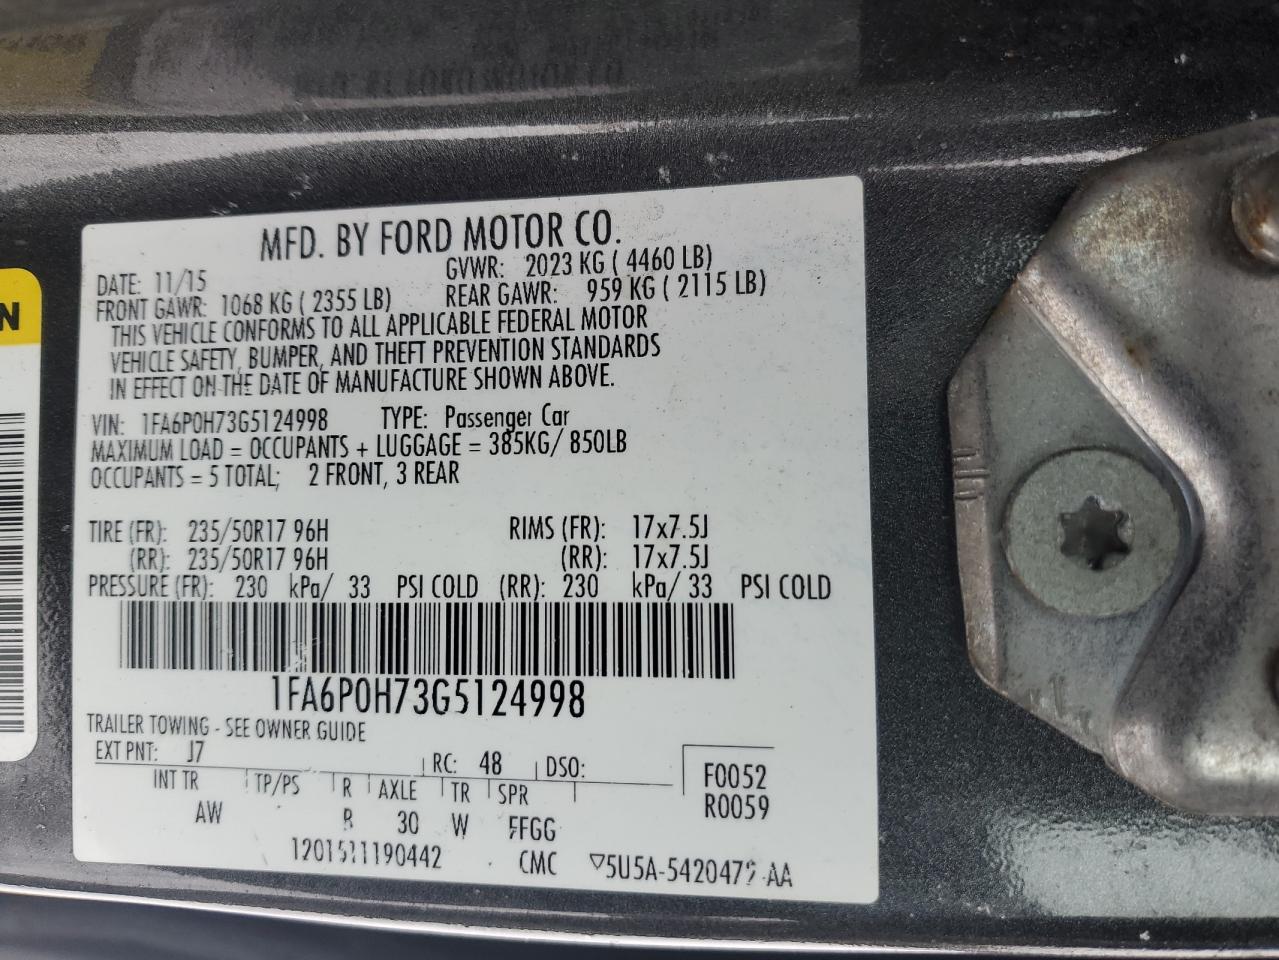 MFD. BY FORD MOTOR CO.
DATE: 11/15 GVWR: 2023 KG ( 4460 LB)
FRONT GAWR: 1068 KG ( 2355 LB) REAR GAWR: 959 KG ( 2115 LB)
THIS VEHICLE CONFORMS TO ALL APPLICABLE FEDERAL MOTOR
VEHICLE SAFETY, BUMPER, AND THEFT PREVENTION STANDARDS
IN EFFECT ON THE DATE OF MANUFACTURE SHOWN ABOVE.
VIN: 1FA6P0H73G5124998 TYPE: Passenger Car
MAXIMUM LOAD = OCCUPANTS + LUGGAGE = 385KG/ 850LB
OCCUPANTS = 5 TOTAL; 2 FRONT, 3 REAR
TIRE (FR): 235/50R17 96H RIMS (FR): 17x7.5J
(RR): 235/50R17 96H (RR): 17x7.5J
PRESSURE (FR): 230 kPa/ 33 PSI COLD (RR): 230 kPa/ 33 PSI COLD
1FA6P0H73G5124998
TRAILER TOWING - SEE OWNER GUIDE
EXT PNT: J7 RC: 48 DSO:
INT TR TP/PS R AXLE TR SPR F0052
AW 30 W FFGG R0059
1201511190442 CMC ▽5U5A-5420472-AA
N